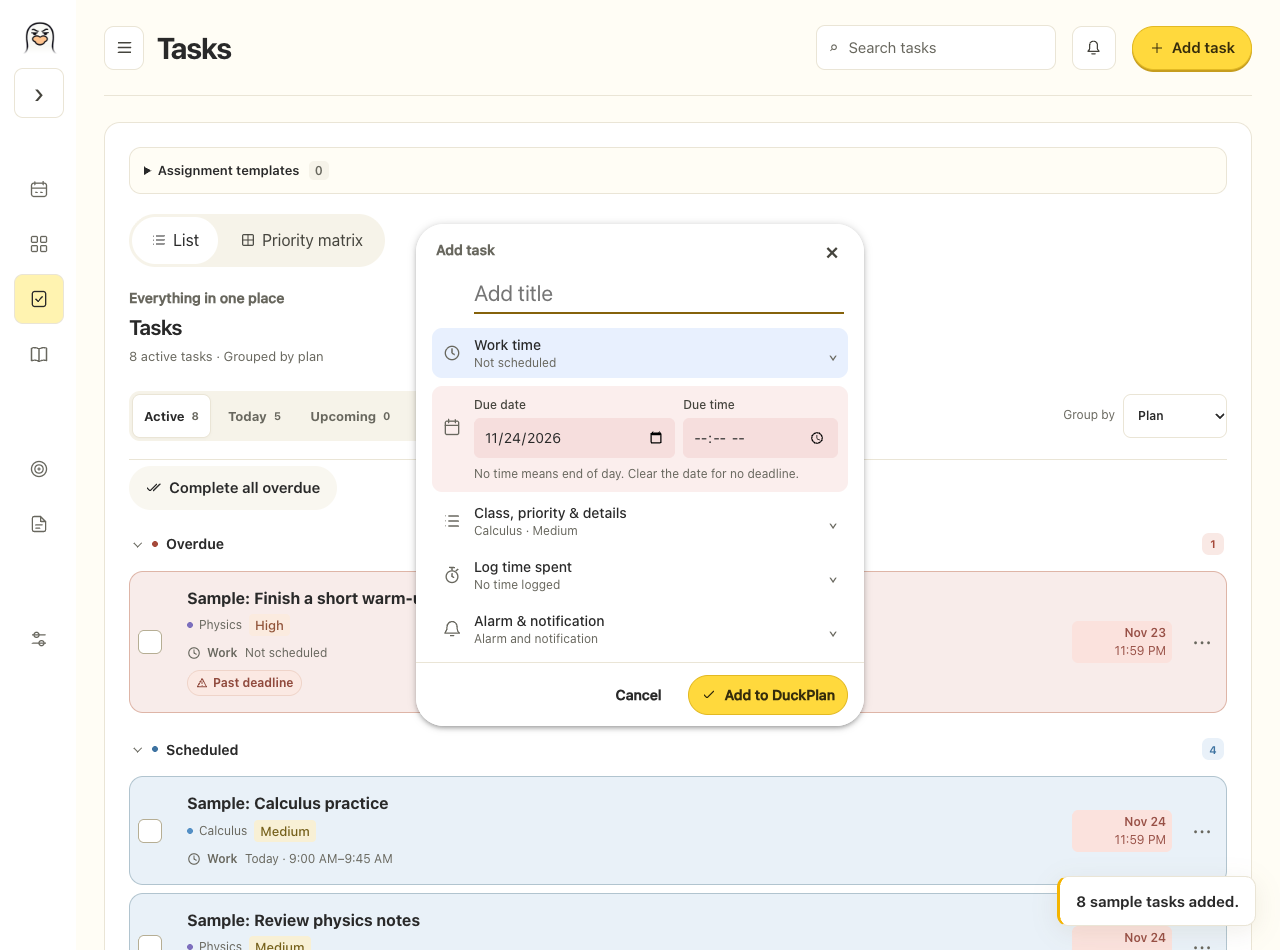 Tasks
Search tasks
+ Add task
Assignment templates 0
List
Priority matrix
Everything in one place
Tasks
8 active tasks · Grouped by plan
Active 8
Today 5
Upcoming 0
Group by
Plan
Complete all overdue
Overdue
1
Sample: Finish a short warm-
Physics High
Work Not scheduled
Past deadline
Nov 23
11:59 PM
Scheduled
4
Sample: Calculus practice
Calculus Medium
Work Today · 9:00 AM–9:45 AM
Nov 24
11:59 PM
Sample: Review physics notes
Physics Medium
Nov 24
Add task
Add title
Work time
Not scheduled
Due date
Due time
11/24/2026
--:-- --
No time means end of day. Clear the date for no deadline.
Class, priority & details
Calculus · Medium
Log time spent
No time logged
Alarm & notification
Alarm and notification
Cancel
Add to DuckPlan
8 sample tasks added.